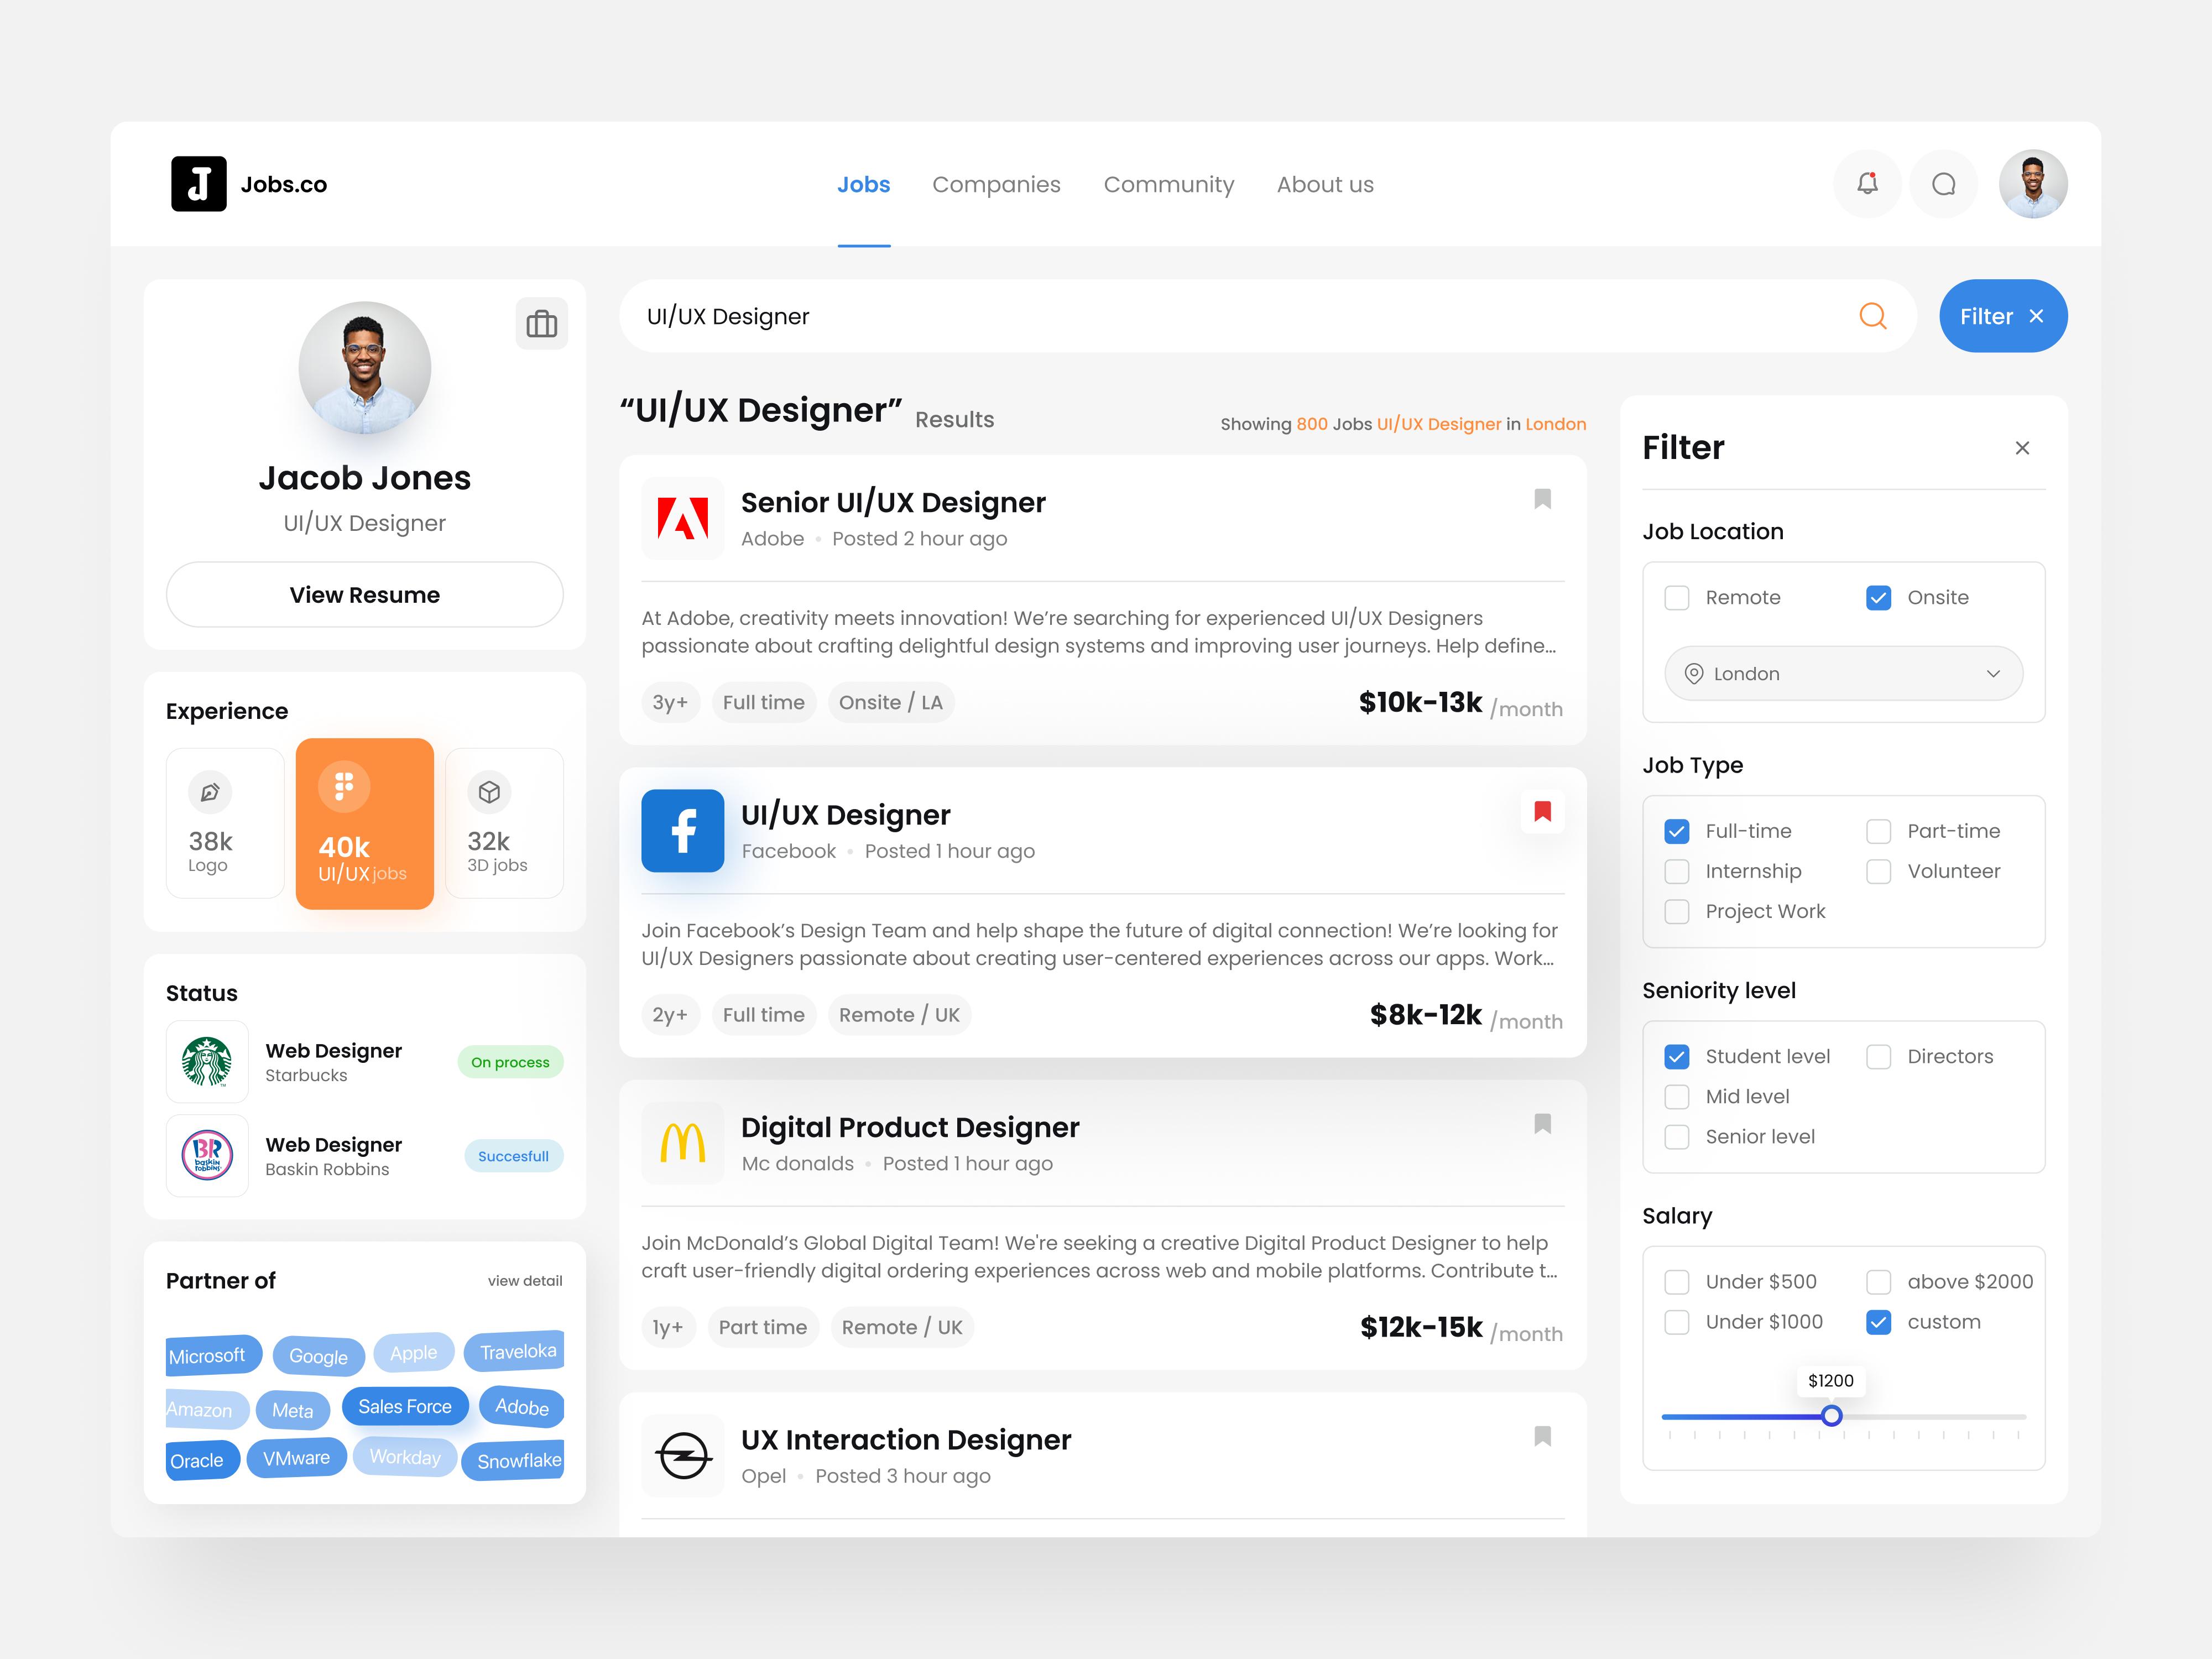 J
Jobs.co
Jobs
Companies
Community
About us
Jacob Jones
UI/UX Designer
View Resume
Experience
38k
Logo
40k
UI/UX jobs
32k
3D jobs
Status
Web Designer
Starbucks
On process
BR
baskin
robbins
Web Designer
Baskin Robbins
Succesfull
Partner of
view detail
Microsoft
Google
Apple
Traveloka
Amazon
Meta
Sales Force
Adobe
Oracle
VMware
Workday
Snowflake
UI/UX Designer
Filter
“UI/UX Designer” Results
Showing 800 Jobs UI/UX Designer in London
Senior UI/UX Designer
Adobe • Posted 2 hour ago
At Adobe, creativity meets innovation! We’re searching for experienced UI/UX Designers
passionate about crafting delightful design systems and improving user journeys. Help define...
3y+
Full time
Onsite / LA
$10k-13k /month
UI/UX Designer
Facebook • Posted 1 hour ago
Join Facebook’s Design Team and help shape the future of digital connection! We’re looking for
UI/UX Designers passionate about creating user-centered experiences across our apps. Work...
2y+
Full time
Remote / UK
$8k-12k /month
Digital Product Designer
Mc donalds • Posted 1 hour ago
Join McDonald’s Global Digital Team! We're seeking a creative Digital Product Designer to help
craft user-friendly digital ordering experiences across web and mobile platforms. Contribute t...
1y+
Part time
Remote / UK
$12k-15k /month
UX Interaction Designer
Opel • Posted 3 hour ago
Filter
Job Location
Remote
Onsite
London
Job Type
Full-time
Part-time
Internship
Volunteer
Project Work
Seniority level
Student level
Directors
Mid level
Senior level
Salary
Under $500
above $2000
Under $1000
custom
$1200